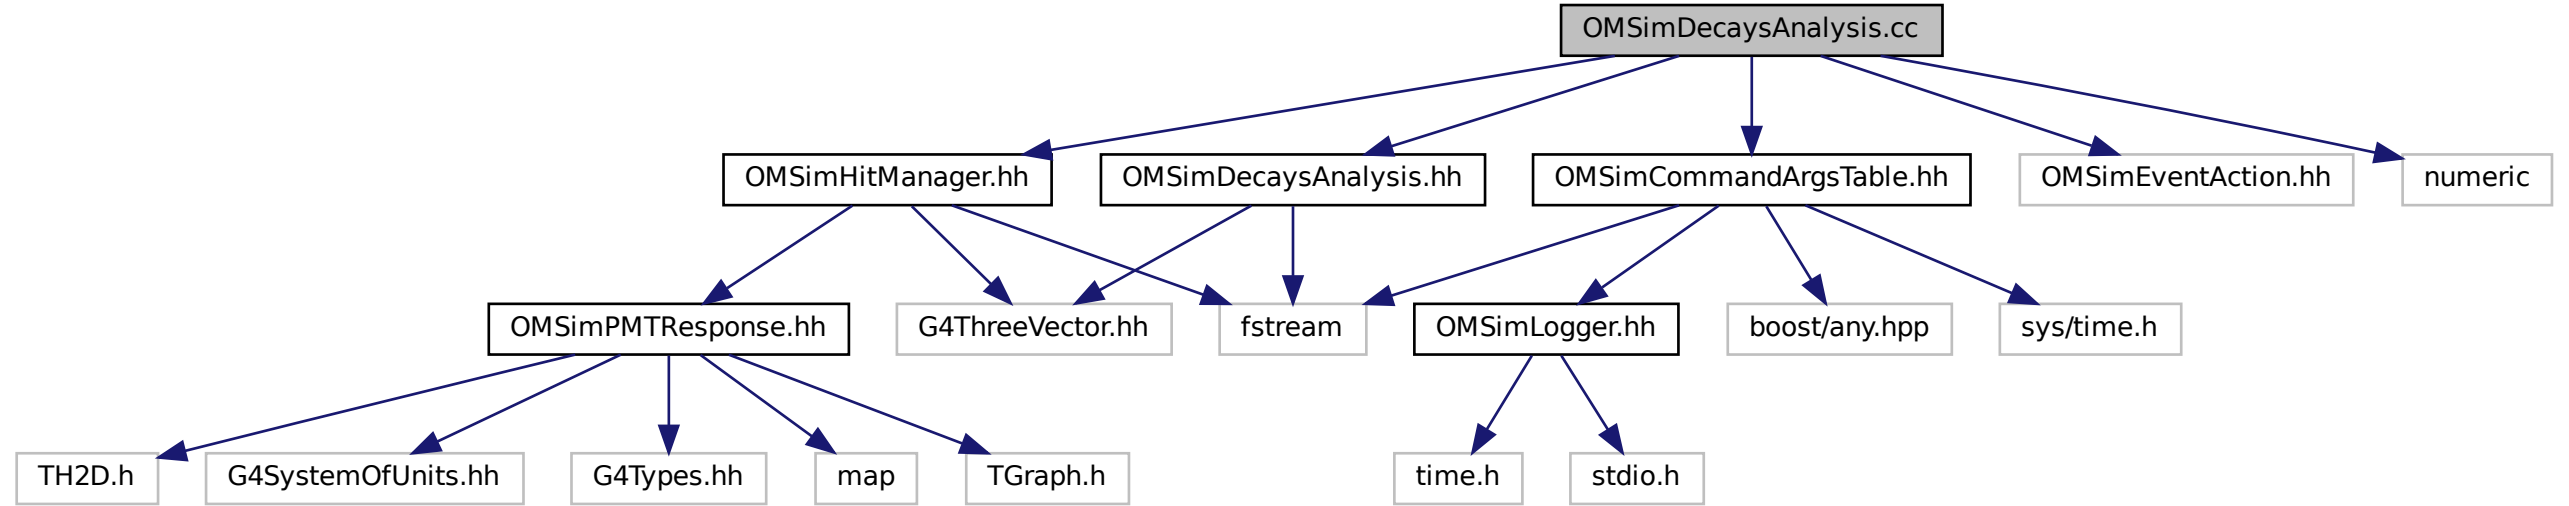 OMSimDecaysAnalysis.cc
OMSimHitManager.hh
OMSimDecaysAnalysis.hh
OMSimCommandArgsTable.hh
OMSimEventAction.hh
numeric
OMSimPMTResponse.hh
G4ThreeVector.hh
fstream
OMSimLogger.hh
boost/any.hpp
sys/time.h
TH2D.h
G4SystemOfUnits.hh
G4Types.hh
map
TGraph.h
time.h
stdio.h